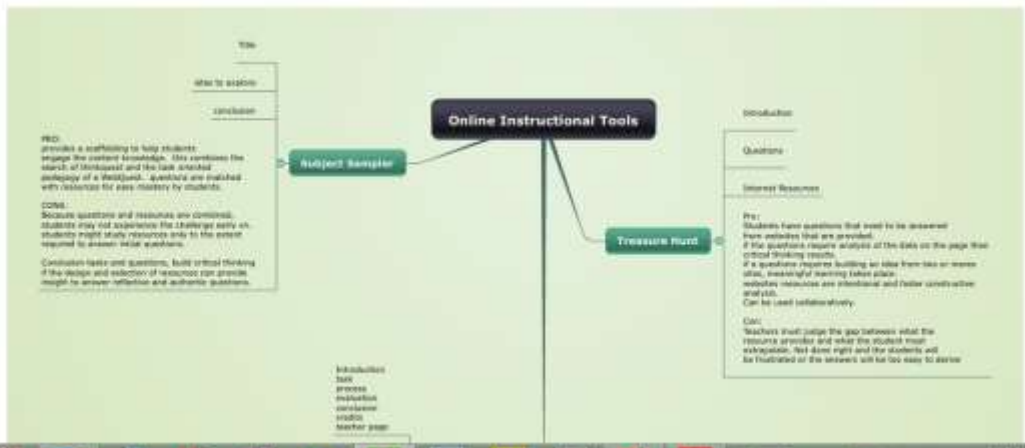 Online Instructional Tools
Subject Sampler
Title
sites to explore
conclusion
PRO:
provides a scaffolding to help students
engage the content knowledge. this combines the
search of thinkquest and the task oriented
pedagogy of a WebQuest. questions are matched
with resources for ease mastery by students.
CONS:
Because questions and resources are combined,
students may not experience the challenge early on.
students might study resources only to the extent
required to answer initial questions.
Conclusion tasks and questions, build critical thinking
if the design and selection of resources can provide
insight to answer reflective and authentic questions.
Treasure Hunt
Introduction
Questions
Internet Resources
Pro:
Students have questions that need to be answered
from websites that are provided.
if the questions require analysis of the data on the page then
critical thinking results.
if a questions requires building an idea from two or more
sites, meaningful learning takes place.
websites resources are intentional and foster constructive
analysis.
Can be used collaboratively.
Con:
Teachers must judge the gap between what the
resource provides and what the student must
extrapolate. Not done right and the students will
be frustrated or the answers will be too easy to derive
Introduction
task
process
evaluation
conclusion
credits
teacher page